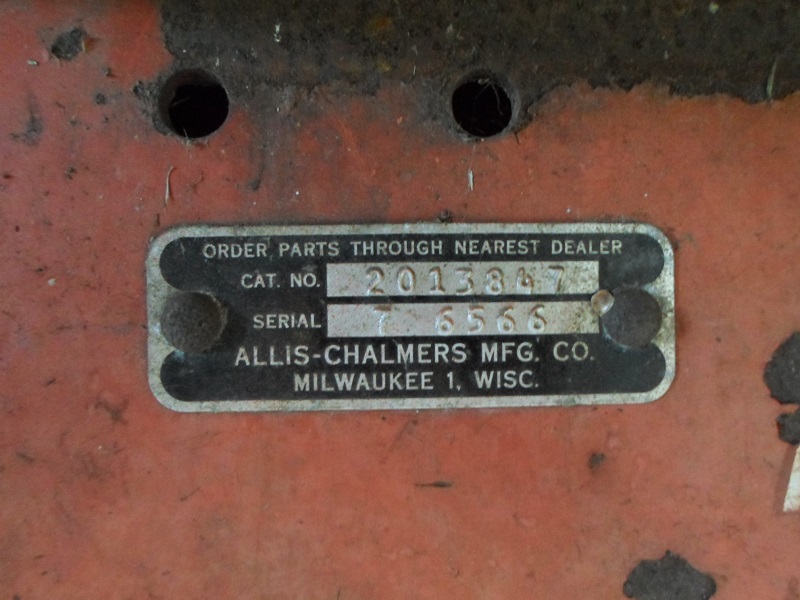 ORDER PARTS THROUGH NEAREST DEALER
CAT. NO. 2013847
SERIAL 7 6566
ALLIS-CHALMERS MFG. CO.
MILWAUKEE 1, WISC.